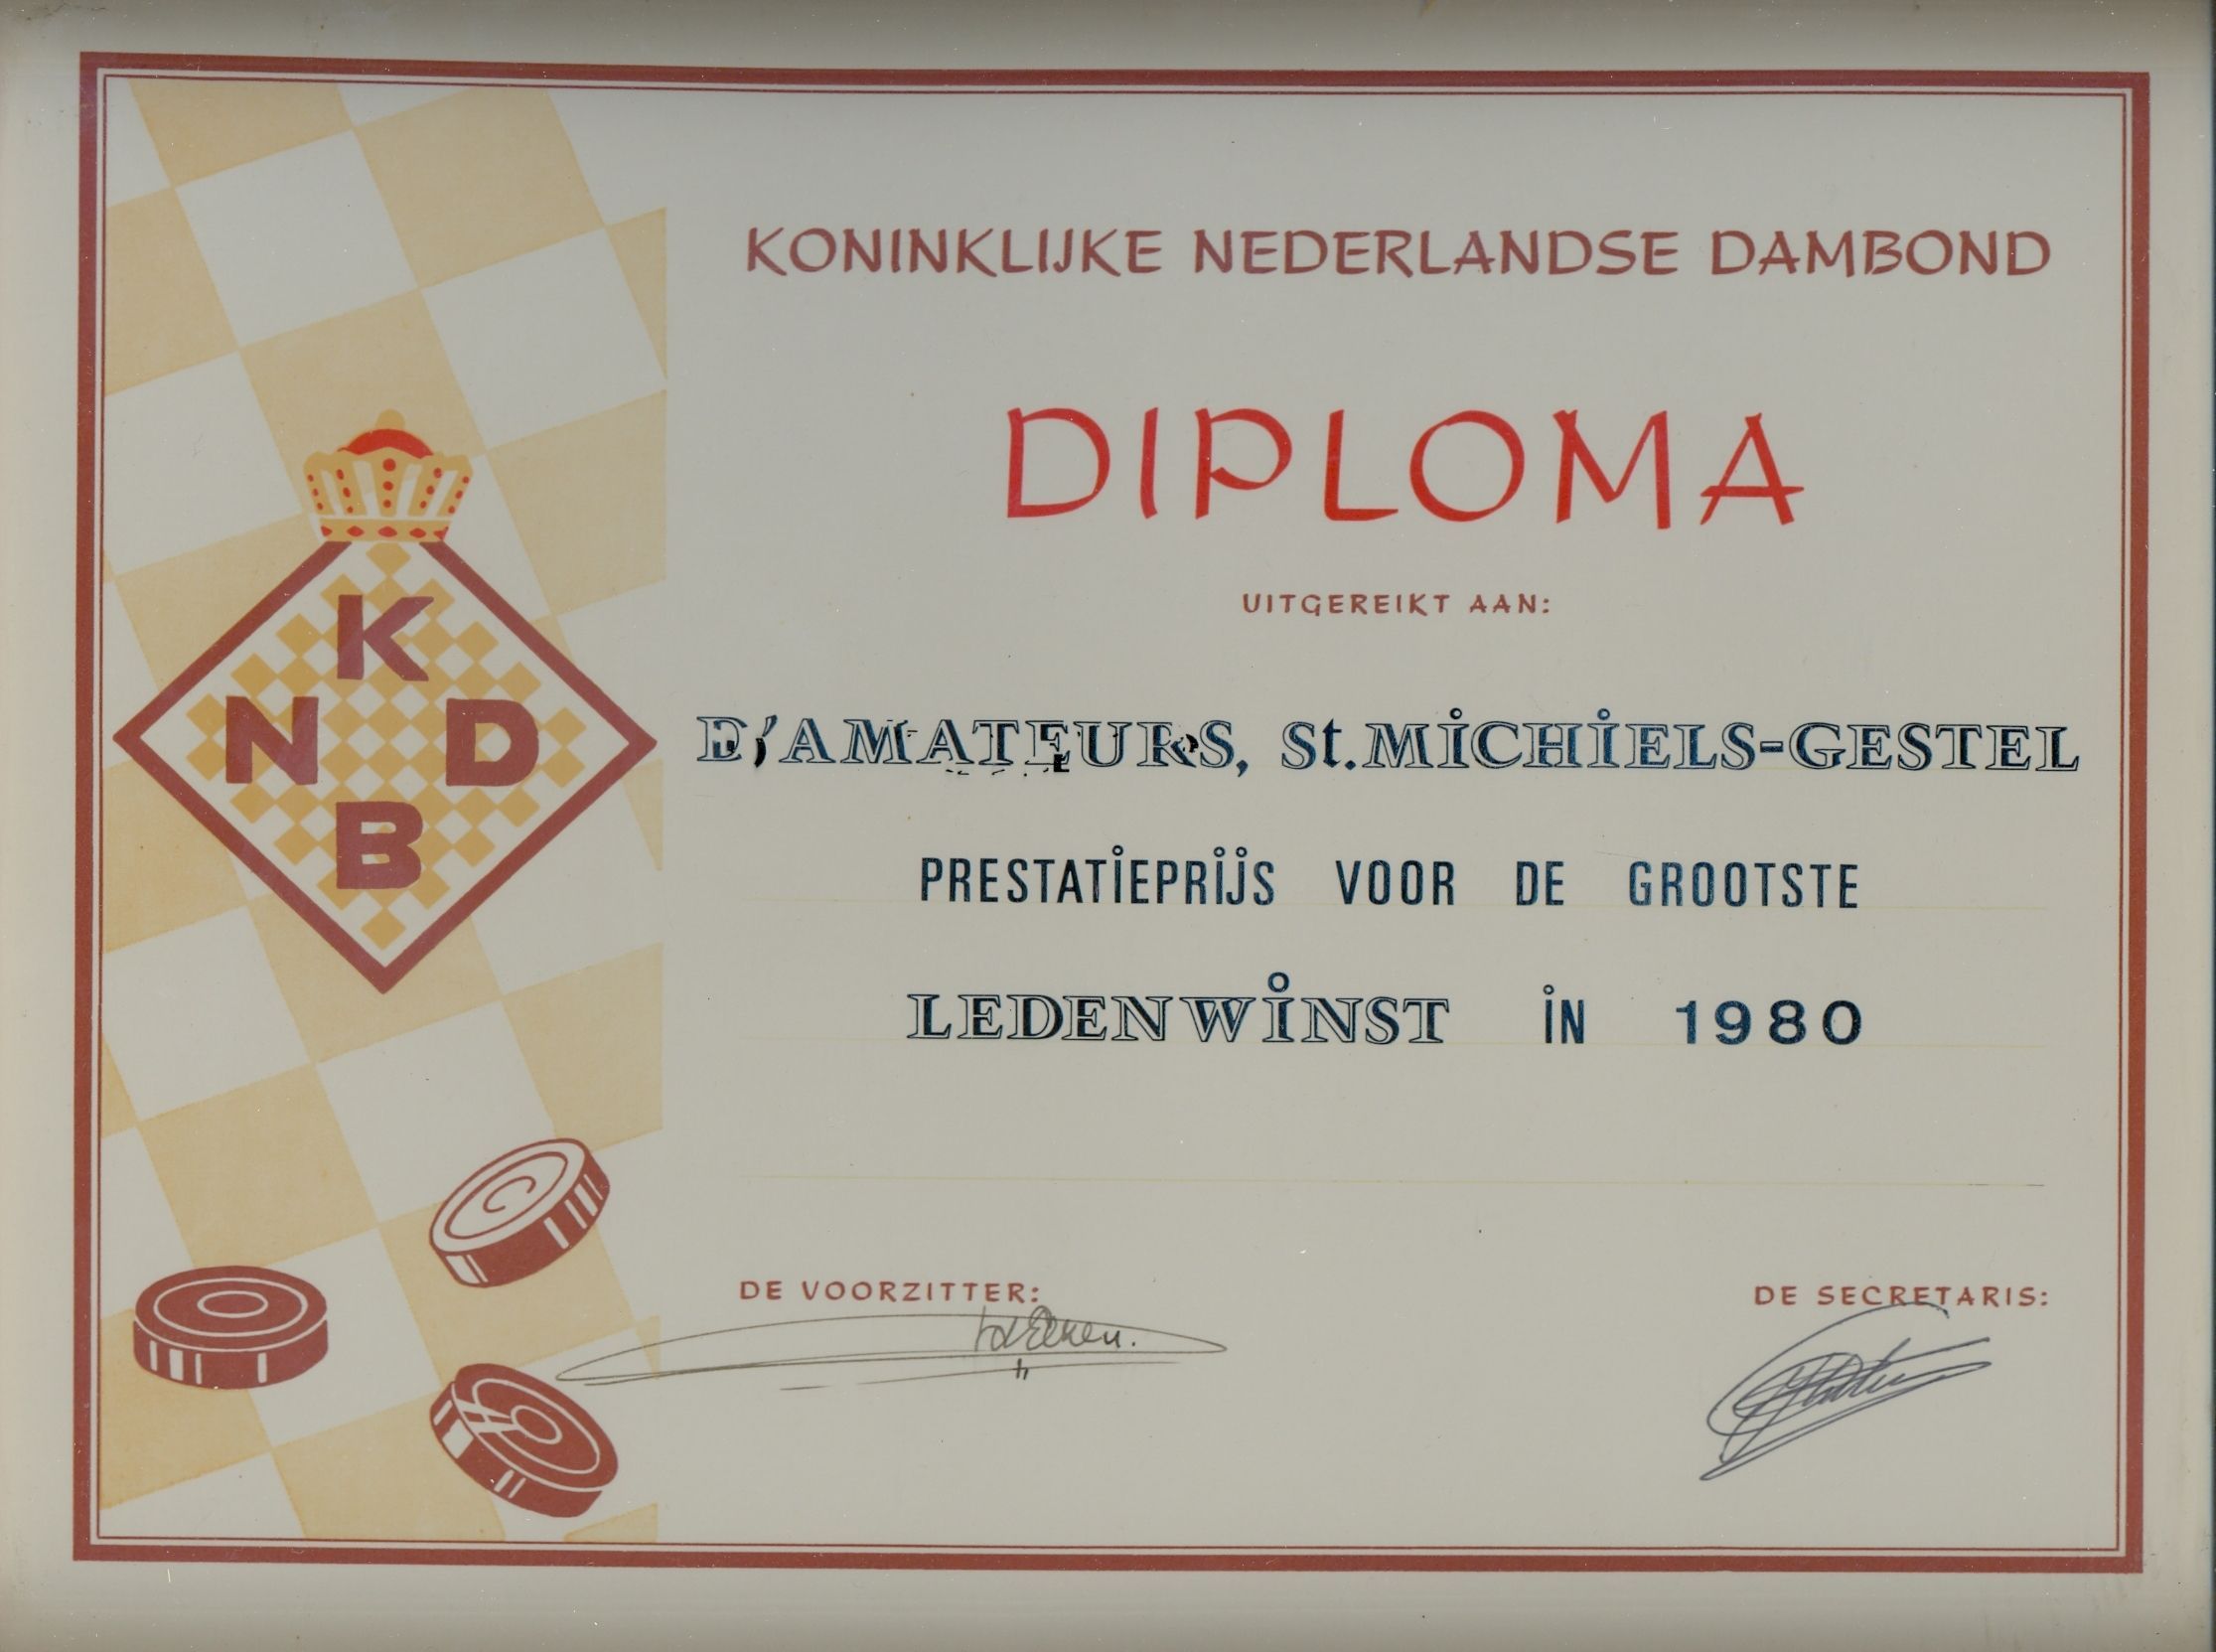 KONINKLIJKE NEDERLANDSE DAMBOND
DIPLOMA
UITGEREIKT AAN:
K
N D
B
D'AMATEURS, St. MICHIELS-GESTEL
PRESTATIEPRIJS VOOR DE GROOTSTE
LEDENWINST IN 1980
DE VOORZITTER:
DE SECRETARIS: